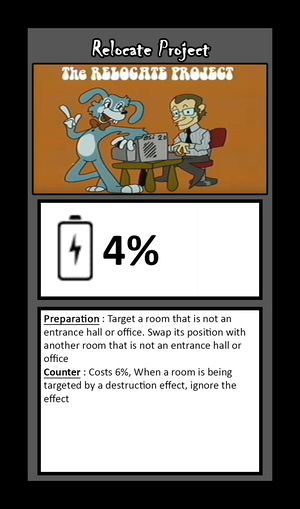 Relocate Project
The RELOCATE PROJECT
4%
Preparation : Target a room that is not an
entrance hall or office. Swap its position with
another room that is not an entrance hall or
office
Counter : Costs 6%, When a room is being
targeted by a destruction effect, ignore the
effect